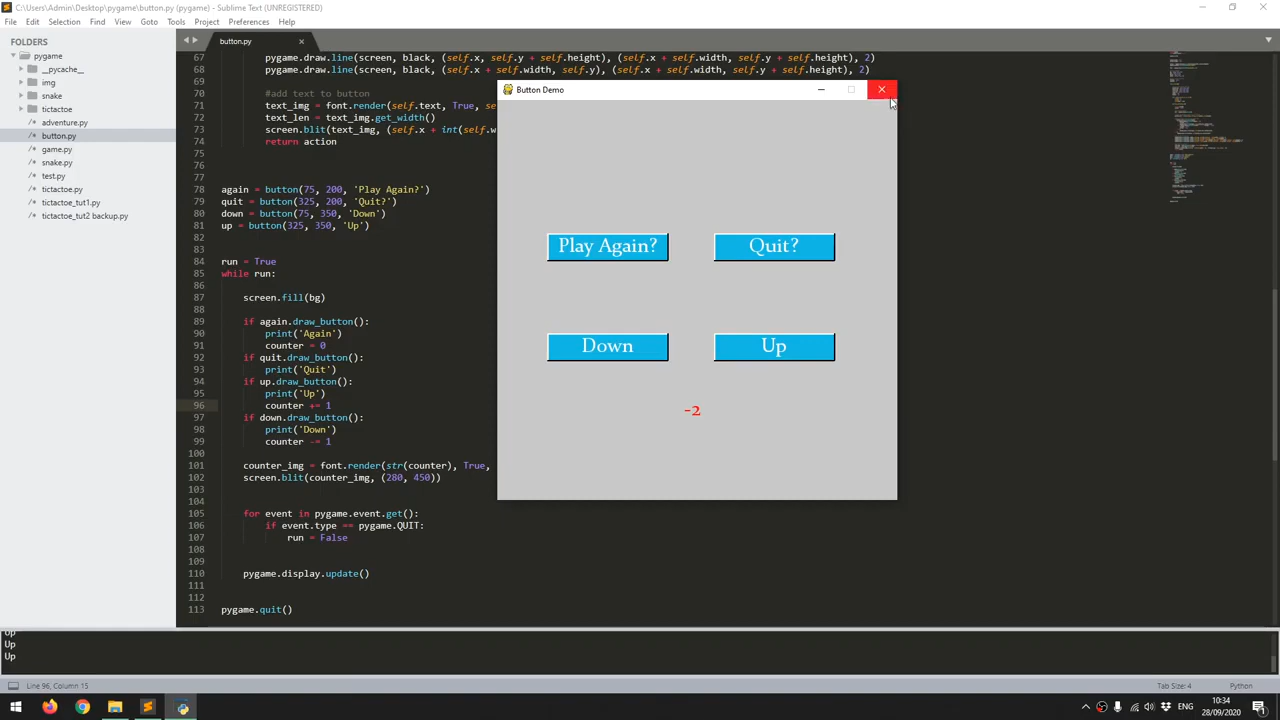 C:\Users\Admin\Desktop\pygame\button.py (pygame) - Sublime Text (UNREGISTERED)
File Edit Selection Find View Goto Tools Project Preferences Help
FOLDERS
pygame
__pycache__
img
snake
tictactoe
adventure.py
button.py
game.py
snake.py
test.py
tictactoe.py
tictactoe_tut1.py
tictactoe_tut2 backup.py
button.py
67 pygame.draw.line(screen, black, (self.x, self.y + self.height), (self.x + self.width, self.y + self.height), 2)
68 pygame.draw.line(screen, black, (self.x + self.width, self.y), (self.x + self.width, self.y + self.height), 2)
69
70 #add text to button
71 text_img = font.render(self.text, True, se
72 text_len = text_img.get_width()
73 screen.blit(text_img, (self.x + int(self.w
74 return action
75
76
77
78 again = button(75, 200, 'Play Again?')
79 quit = button(325, 200, 'Quit?')
80 down = button(75, 350, 'Down')
81 up = button(325, 350, 'Up')
82
83
84 run = True
85 while run:
86
87 screen.fill(bg)
88
89 if again.draw_button():
90 print('Again')
91 counter = 0
92 if quit.draw_button():
93 print('Quit')
94 if up.draw_button():
95 print('Up')
96 counter += 1
97 if down.draw_button():
98 print('Down')
99 counter -= 1
100
101 counter_img = font.render(str(counter), True,
102 screen.blit(counter_img, (280, 450))
103
104
105 for event in pygame.event.get():
106 if event.type == pygame.QUIT:
107 run = False
108
109
110 pygame.display.update()
111
112
113 pygame.quit()
Button Demo
Play Again? Quit?
Down Up
-2
Up
Up
Up
Line 96, Column 15
Tab Size: 4 Python
ENG
10:34
28/09/2020
1